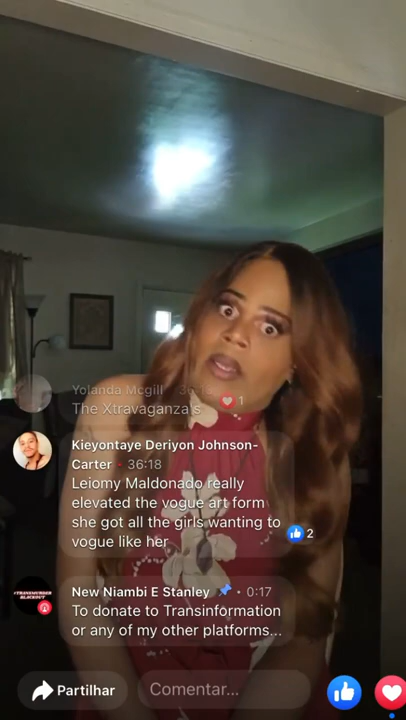 Yolanda Mcgill
The Xtravaganza's
1
Kieyontaye Deriyon Johnson-
Carter • 36:18
Leiomy Maldonado really
elevated the vogue art form
she got all the girls wanting to
vogue like her
2
#TRANSMURDER
BLACKOUT
New Niambi E Stanley • 0:17
To donate to Transinformation
or any of my other platforms...
Partilhar
Comentar...